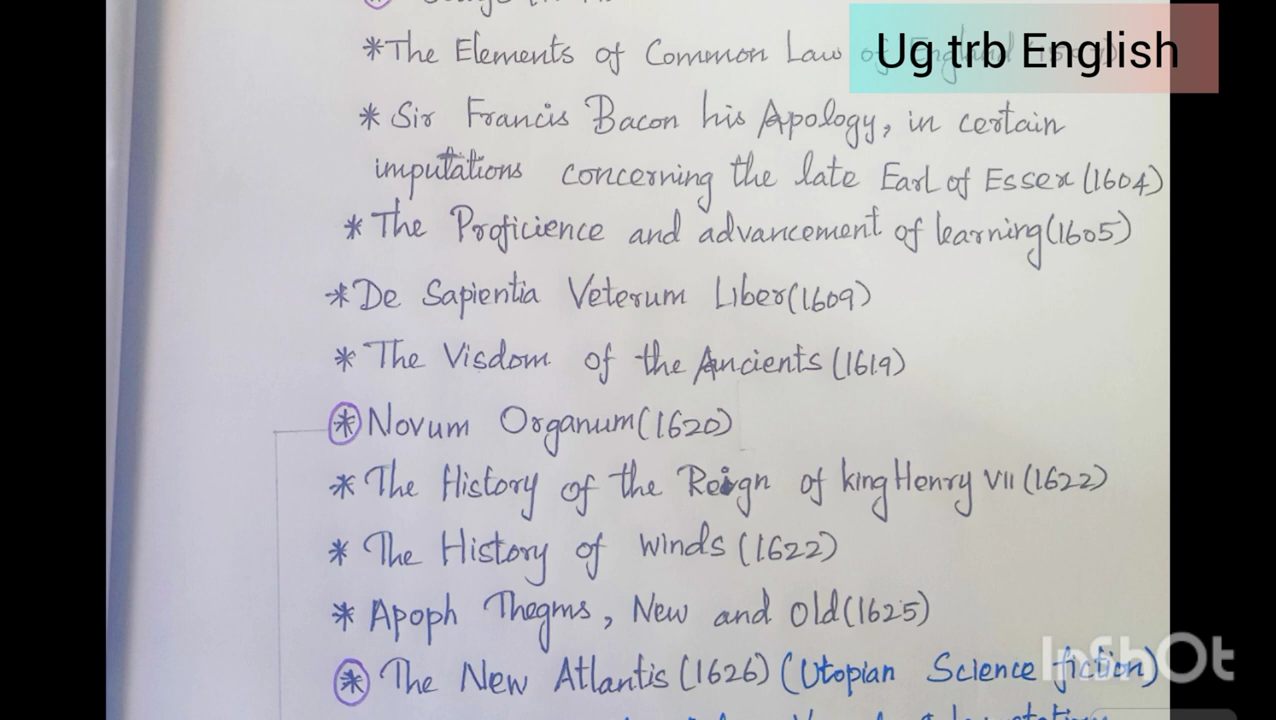 Ug trb English
*The Elements of Common Law of England
* Sir Francis Bacon his Apology, in certain
imputations concerning the late Earl of Essex (1604)
* The Proficience and advancement of learning (1605)
* De Sapientia Veterum Liber (1609)
* The Visdom of the Ancients (1619)
* Novum Organum (1620)
* The History of the Reign of king Henry VII (1622)
* The History of winds (1622)
* Apoph Thegms, New and Old (1625)
* The New Atlantis (1626) (Utopian Science fiction)
InShOt